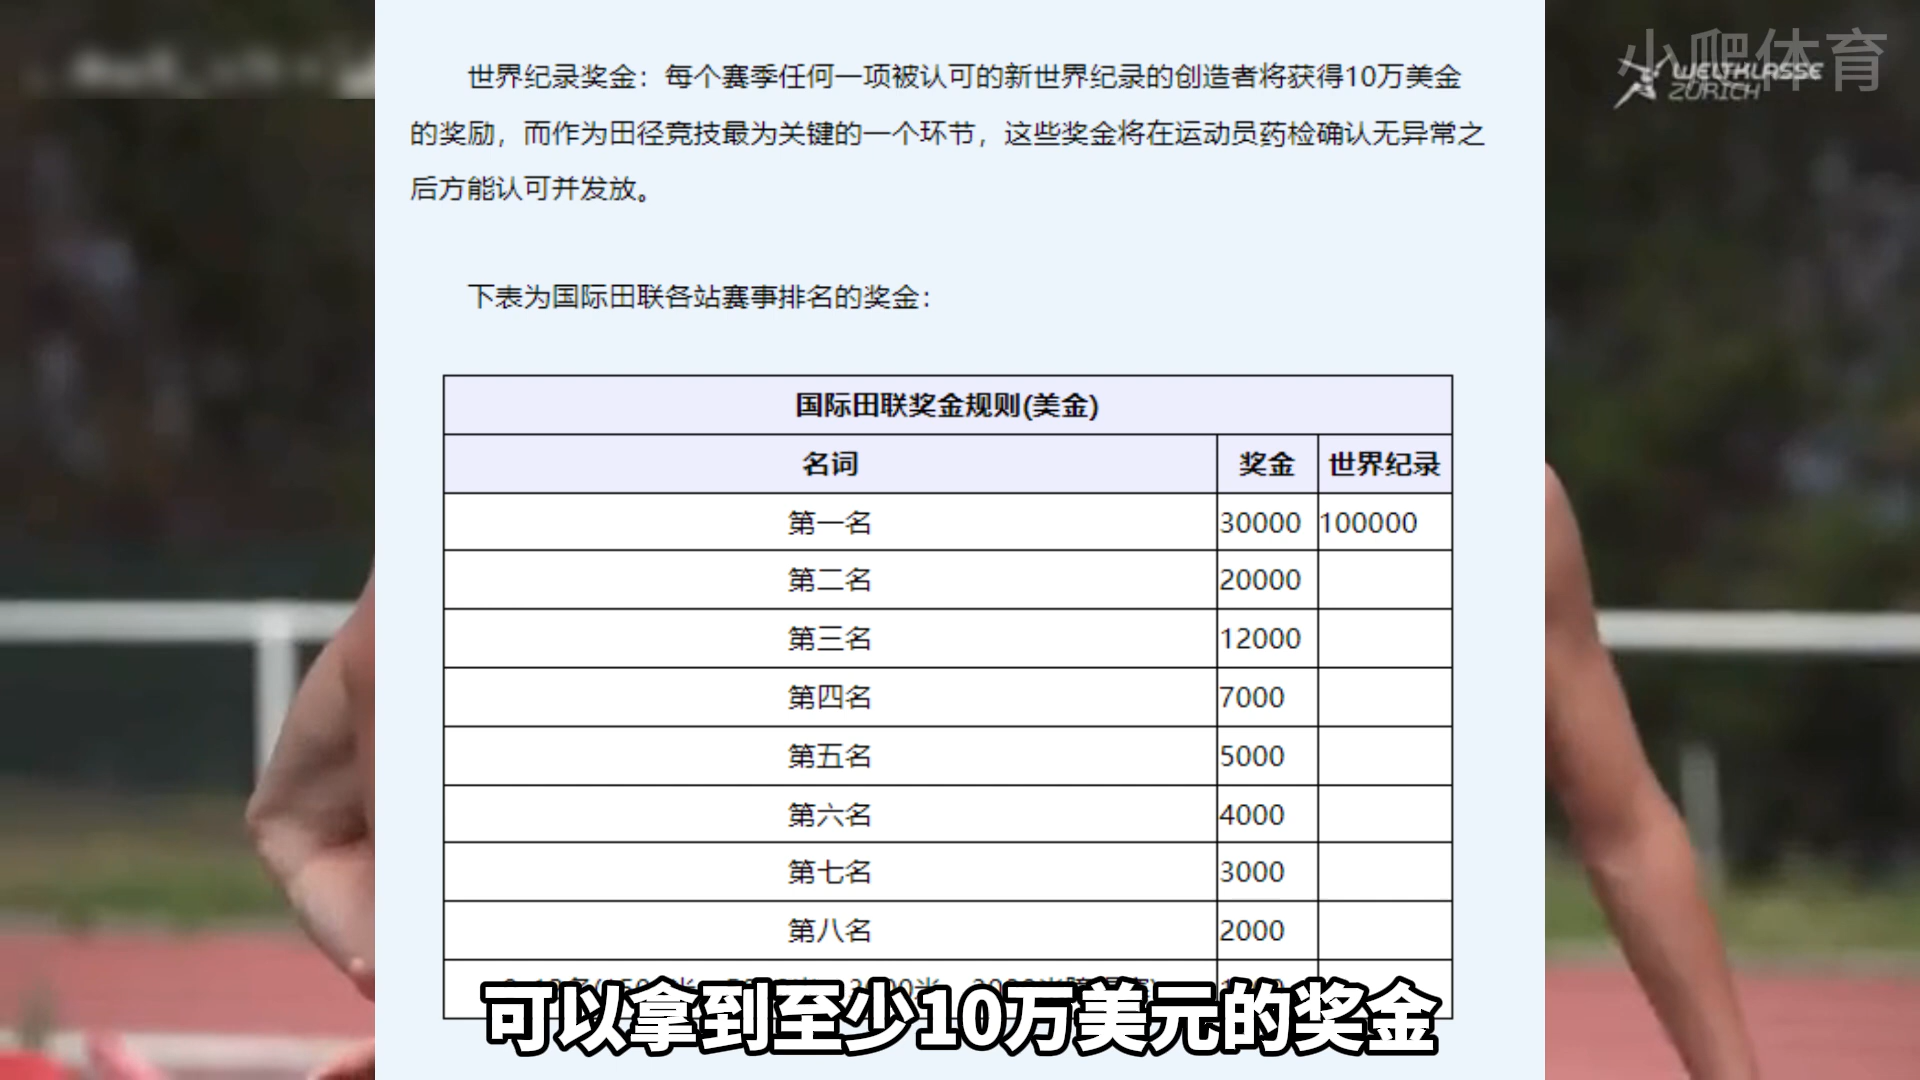 小爬体育
WELTKLASSE
ZÜRICH
世界纪录奖金：每个赛季任何一项被认可的新世界纪录的创造者将获得10万美金
的奖励，而作为田径竞技最为关键的一个环节，这些奖金将在运动员药检确认无异常之
后方能认可并发放。
下表为国际田联各站赛事排名的奖金：
国际田联奖金规则(美金)
名词 奖金 世界纪录
第一名 30000 100000
第二名 20000
第三名 12000
第四名 7000
第五名 5000
第六名 4000
第七名 3000
第八名 2000
可以拿到至少10万美元的奖金